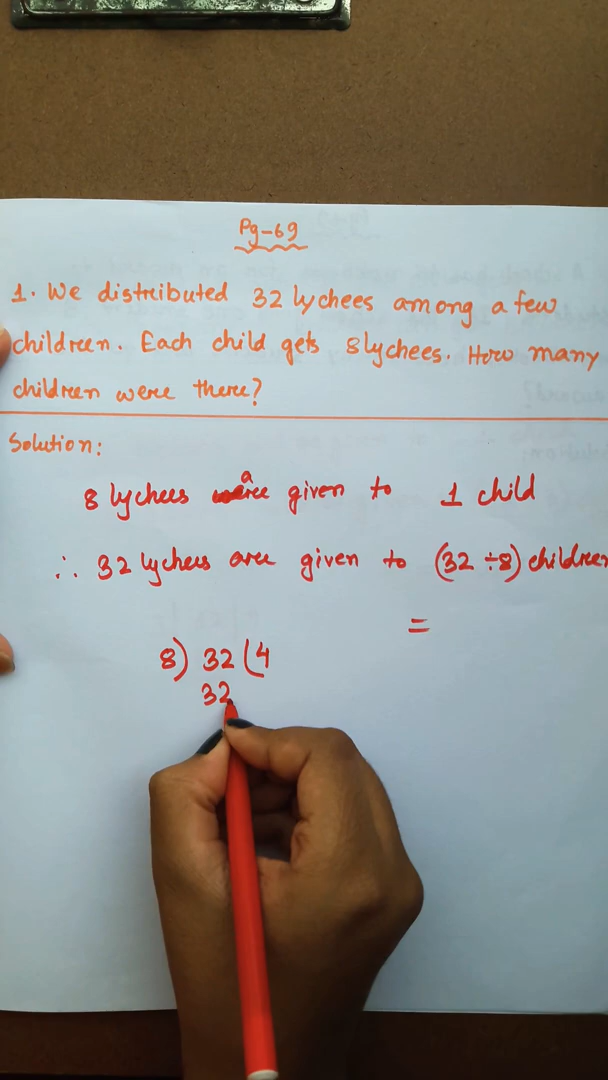 Pg-69
1. We distributed 32 lychees among a few
children. Each child gets 8 lychees. How many
children were there?
Solution:
8 lychees are given to 1 child
∴ 32 lychees are given to (32 ÷8) children
=
8) 32 (4
32